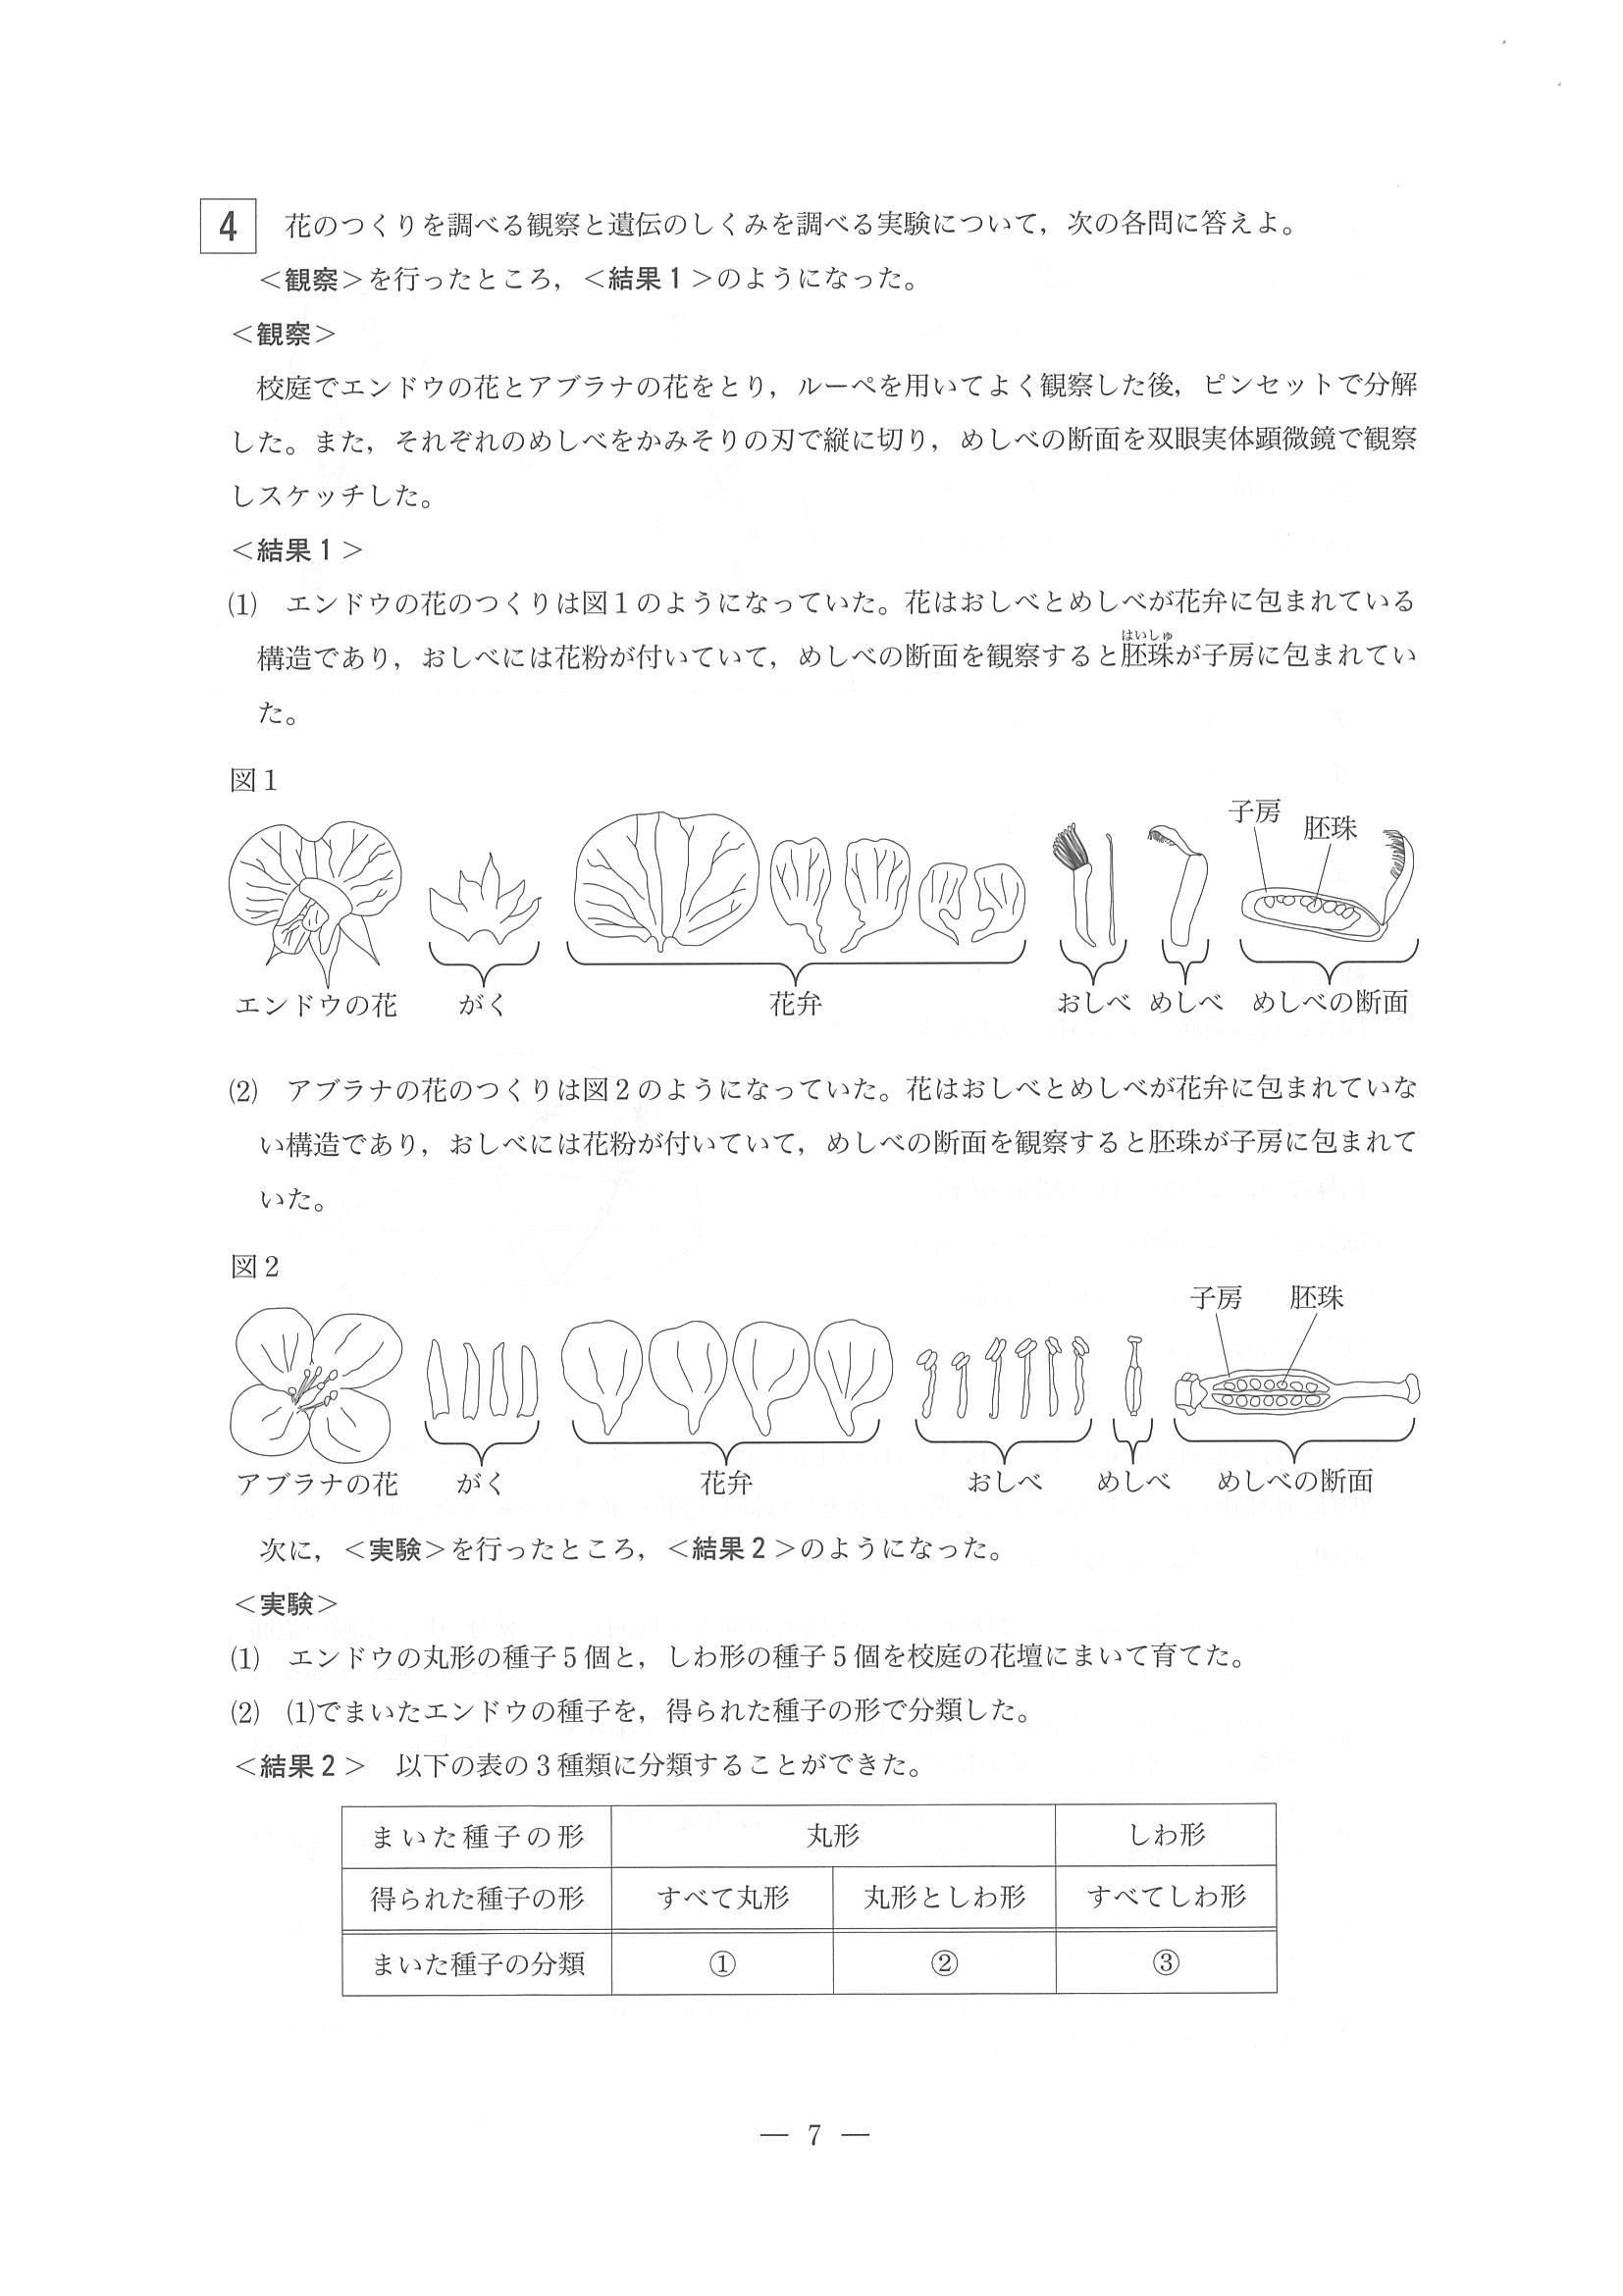 4 花のつくりを調べる観察と遺伝のしくみを調べる実験について，次の各問に答えよ。
＜観察＞を行ったところ，＜結果1＞のようになった。
＜観察＞
校庭でエンドウの花とアブラナの花をとり，ルーペを用いてよく観察した後，ピンセットで分解
した。また，それぞれのめしべをかみそりの刃で縦に切り，めしべの断面を双眼実体顕微鏡で観察
しスケッチした。
＜結果1＞
(1) エンドウの花のつくりは図1のようになっていた。花はおしべとめしべが花弁に包まれている
はいしゅ
構造であり，おしべには花粉が付いていて，めしべの断面を観察すると胚珠が子房に包まれてい
た。
図1
子房
胚珠
エンドウの花 がく 花弁 おしべ めしべ めしべの断面
(2) アブラナの花のつくりは図2のようになっていた。花はおしべとめしべが花弁に包まれていな
い構造であり，おしべには花粉が付いていて，めしべの断面を観察すると胚珠が子房に包まれて
いた。
図2
子房 胚珠
アブラナの花 がく 花弁 おしべ めしべ めしべの断面
次に，＜実験＞を行ったところ，＜結果2＞のようになった。
＜実験＞
(1) エンドウの丸形の種子5個と，しわ形の種子5個を校庭の花壇にまいて育てた。
(2) (1)でまいたエンドウの種子を，得られた種子の形で分類した。
＜結果2＞ 以下の表の3種類に分類することができた。
まいた種子の形 丸形 しわ形
得られた種子の形 すべて丸形 丸形としわ形 すべてしわ形
まいた種子の分類 ① ② ③
― 7 ―